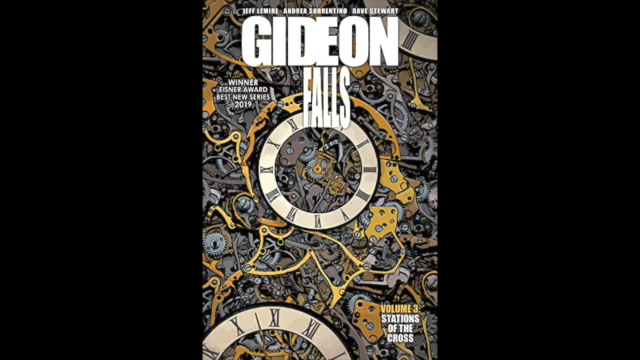 JEFF LEMIRE ANDREA SORRENTINO DAVE STEWART
GIDEON
FALLS
WINNER
EISNER AWARD
BEST NEW SERIES
2019
VOLUME 3:
STATIONS
OF THE
CROSS